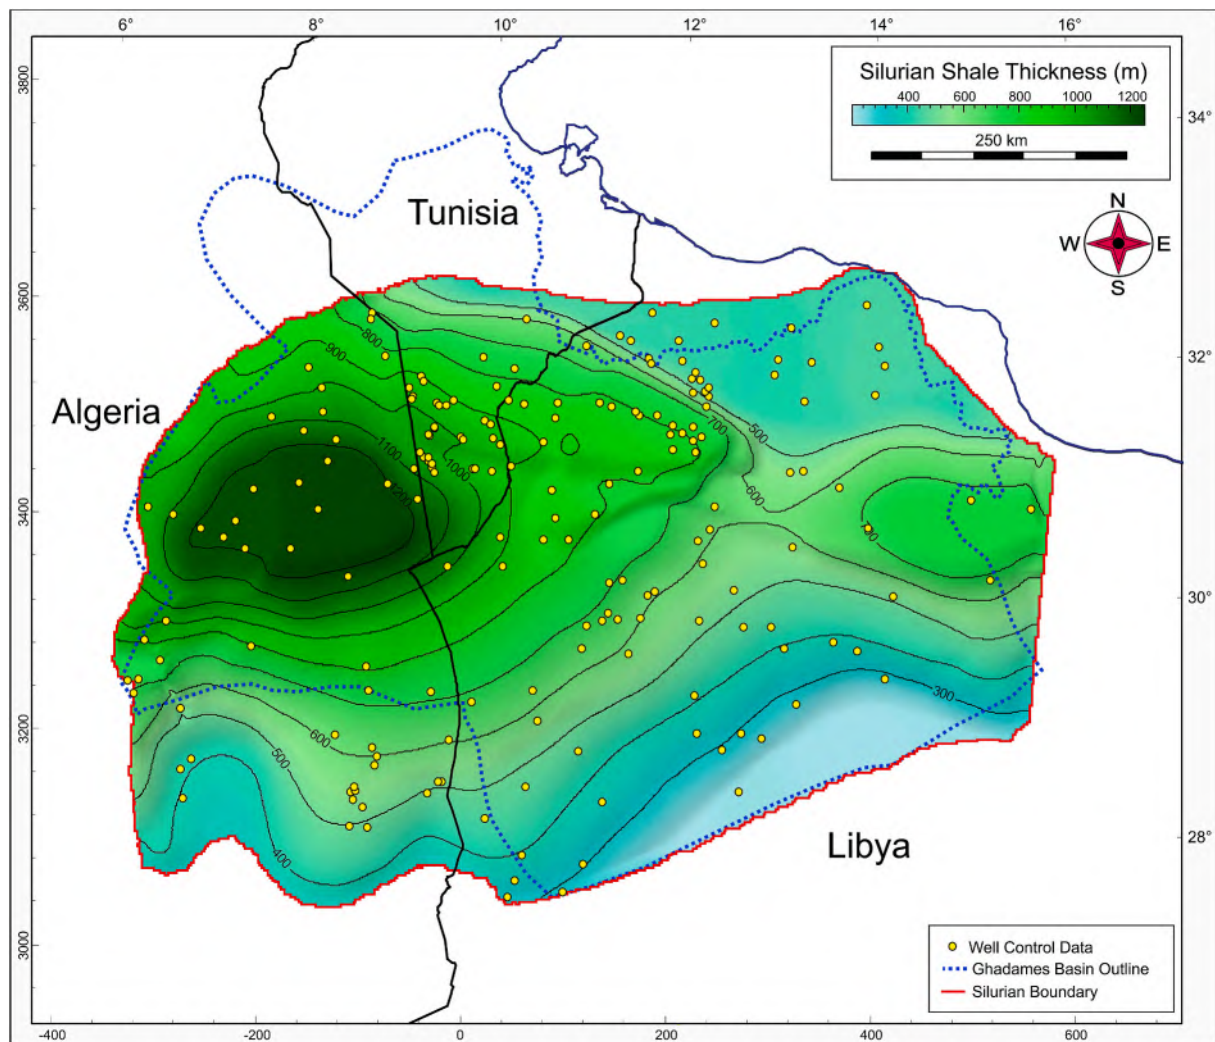 6° 8° 10° 12° 14° 16°
Silurian Shale Thickness (m)
400 600 800 1000 1200
250 km
3800
34°
Tunisia
N
W E
S
3600
800
900
32°
Algeria
700
500
1100
1000
1200
600
3400
700
30°
300
3200
600
500
Libya
28°
400
3000
Well Control Data
Ghadames Basin Outline
Silurian Boundary
-400 -200 0 200 400 600